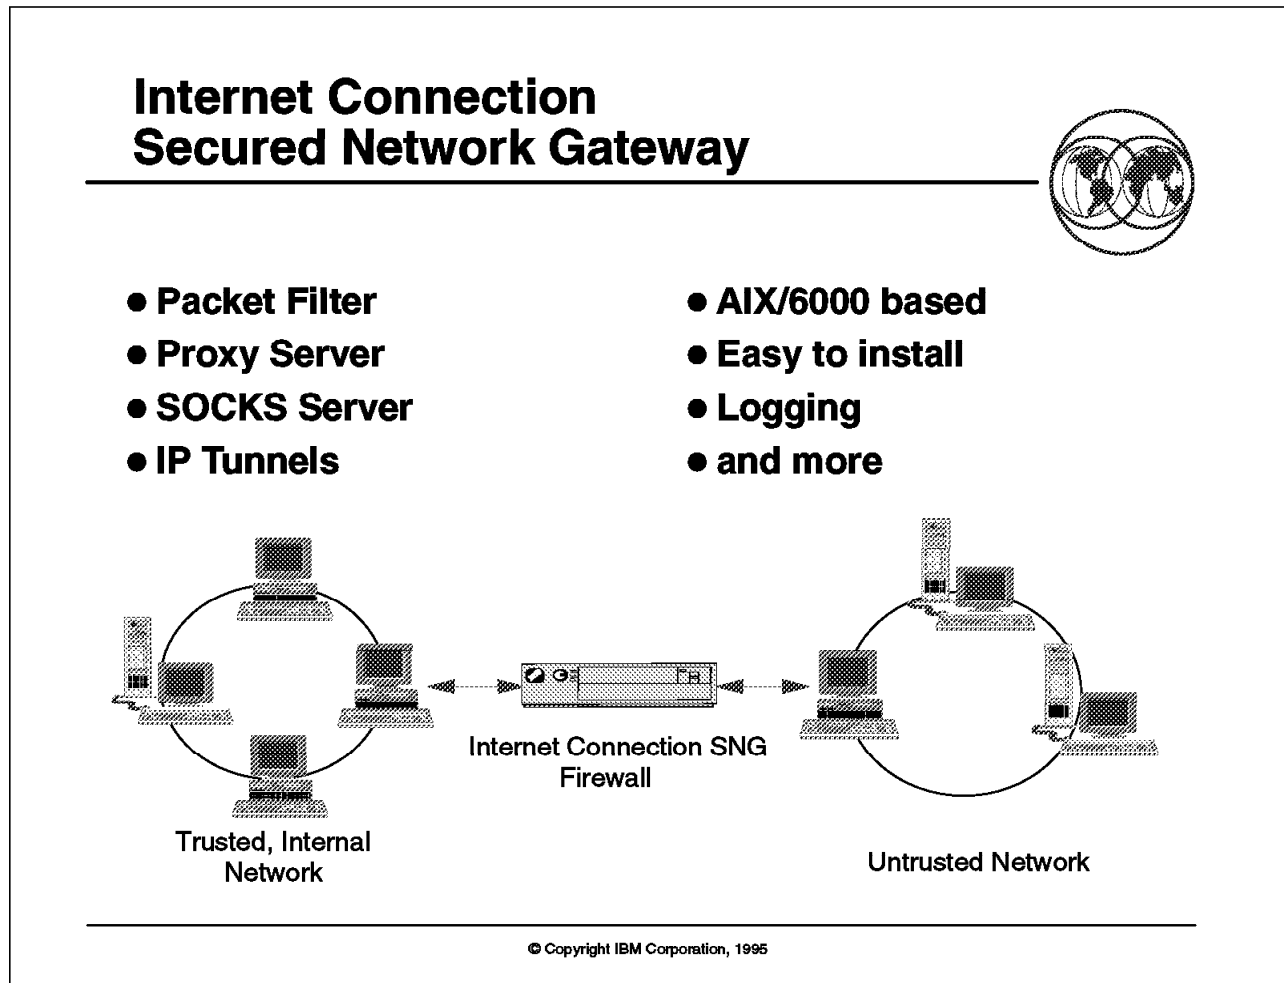 Internet Connection
Secured Network Gateway
● Packet Filter
● Proxy Server
● SOCKS Server
● IP Tunnels
● AIX/6000 based
● Easy to install
● Logging
● and more
Internet Connection SNG
Firewall
Trusted, Internal
Network
Untrusted Network
© Copyright IBM Corporation, 1995